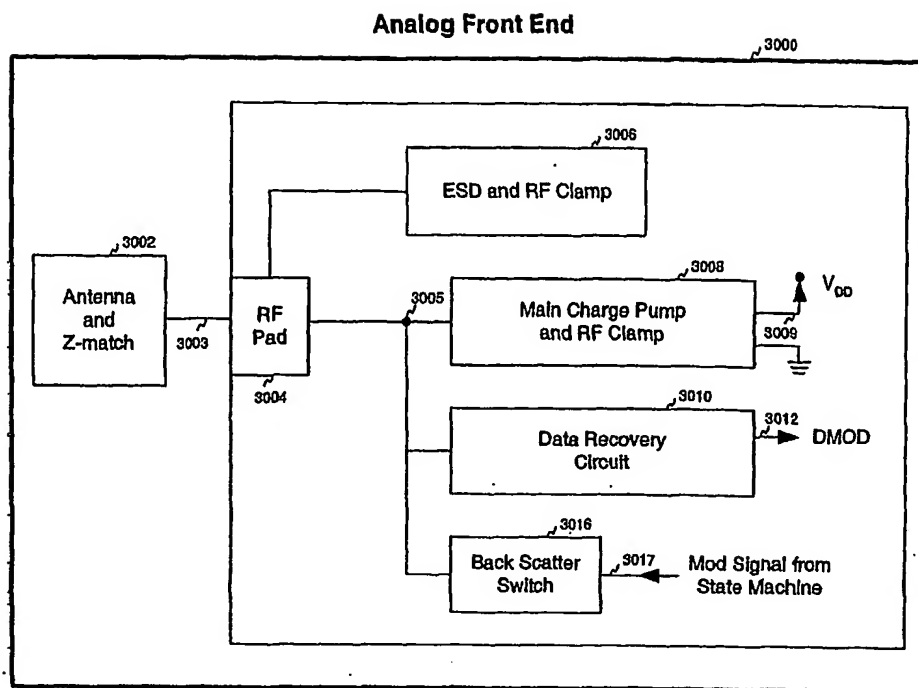 Analog Front End
3000
3006
ESD and RF Clamp
3002
Antenna
and
Z-match
3003
RF
Pad
3004
3005
3008
Main Charge Pump
and RF Clamp
VDD
3009
3010
Data Recovery
Circuit
3012
DMOD
3016
Back Scatter
Switch
3017
Mod Signal from
State Machine